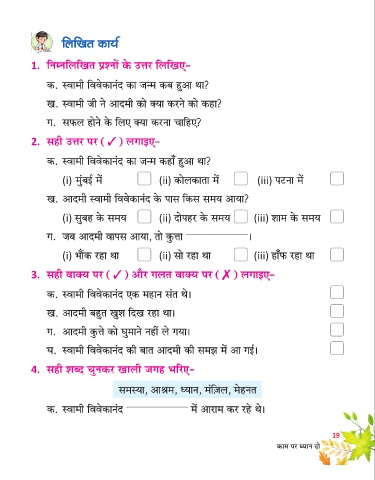 लिखित कार्य
1. निम्नलिखित प्रश्नों के उत्तर लिखिए-
क. स्वामी विवेकानंद का जन्म कब हुआ था?
ख. स्वामी जी ने आदमी को क्या करने को कहा?
ग. सफल होने के लिए क्या करना चाहिए?
2. सही उत्तर पर ( ✓ ) लगाइए-
क. स्वामी विवेकानंद का जन्म कहाँ हुआ था?
(i) मुंबई में (ii) कोलकाता में (iii) पटना में
ख. आदमी स्वामी विवेकानंद के पास किस समय आया?
(i) सुबह के समय (ii) दोपहर के समय (iii) शाम के समय
ग. जब आदमी वापस आया, तो कुत्ता ____________ ।
(i) भौंक रहा था (ii) सो रहा था (iii) हाँफ रहा था
3. सही वाक्य पर ( ✓ ) और गलत वाक्य पर ( ✗ ) लगाइए-
क. स्वामी विवेकानंद एक महान संत थे।
ख. आदमी बहुत खुश दिख रहा था।
ग. आदमी कुत्ते को घुमाने नहीं ले गया।
घ. स्वामी विवेकानंद की बात आदमी की समझ में आ गई।
4. सही शब्द चुनकर खाली जगह भरिए-
समस्या, आश्रम, ध्यान, मंज़िल, मेहनत
क. स्वामी विवेकानंद ____________ में आराम कर रहे थे।
19
काम पर ध्यान दो